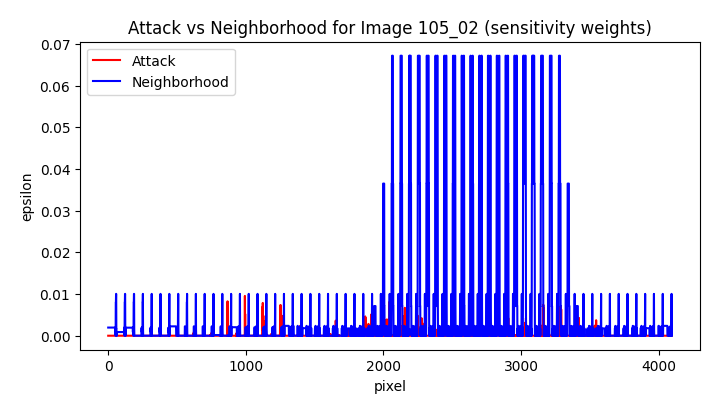 Attack vs Neighborhood for Image 105_02 (sensitivity weights)
0.07
0.06
0.05
0.04
0.03
0.02
0.01
0.00
epsilon
Attack
Neighborhood
0
1000
2000
3000
4000
pixel